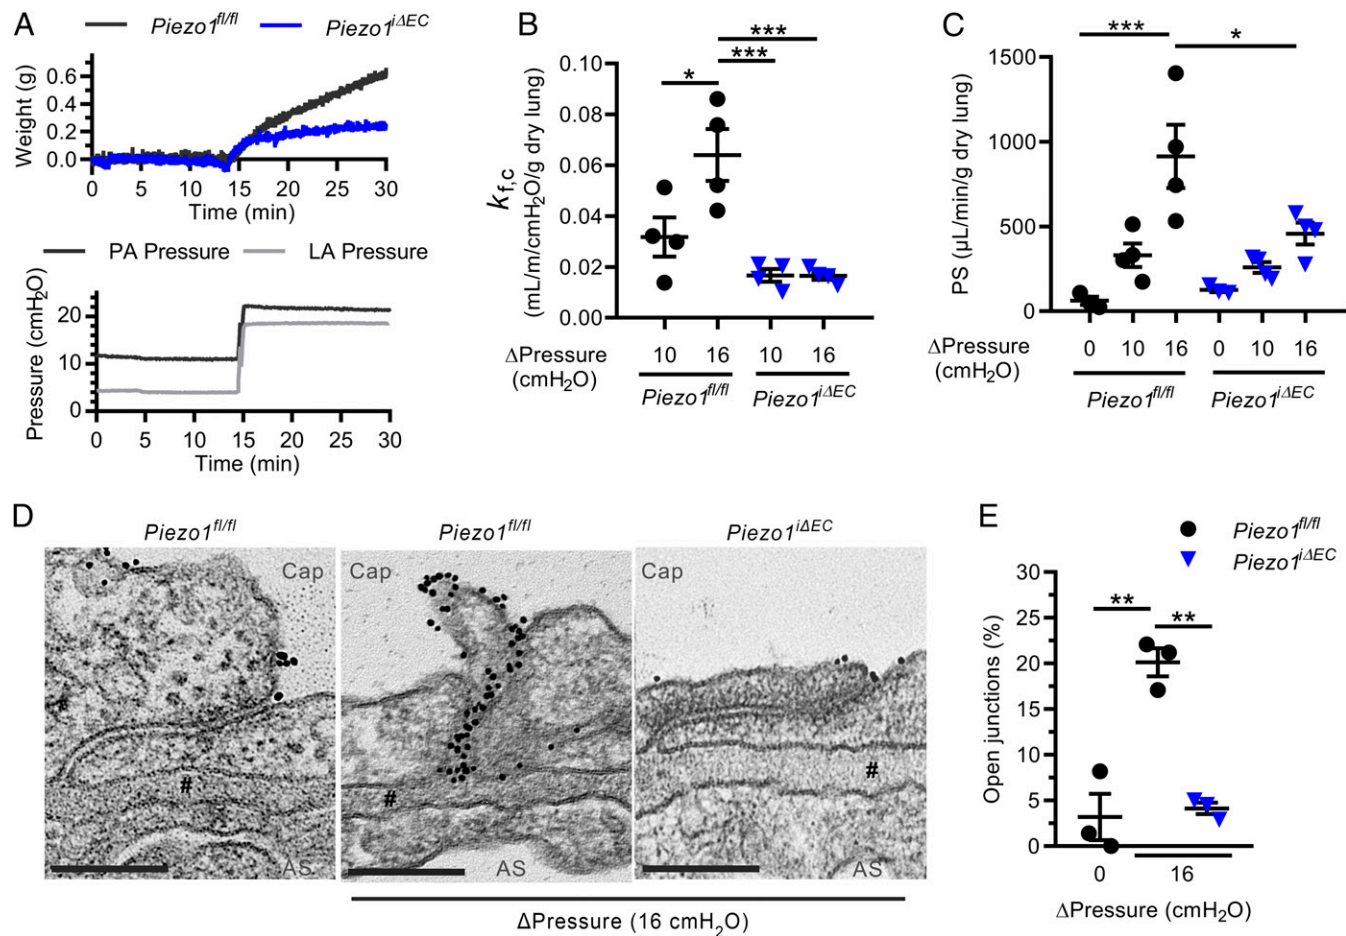 A
Piezo1fl/fl Piezo1iΔEC
Weight (g)
0.6
0.4
0.2
0.0
0 5 10 15 20 25 30
Time (min)
PA Pressure LA Pressure
Pressure (cmH2O)
20
10
0
0 5 10 15 20 25 30
Time (min)
B
kf,c
(mL/m/cmH2O/g dry lung)
0.10
0.08
0.06
0.04
0.02
0.00
***
***
*
10 16 10 16
ΔPressure
(cmH2O)
Piezo1fl/fl Piezo1iΔEC
C
PS (µL/min/g dry lung)
1500
1000
500
0
*** *
0 10 16 0 10 16
ΔPressure
(cmH2O)
Piezo1fl/fl Piezo1iΔEC
D
Piezo1fl/fl Piezo1fl/fl Piezo1iΔEC
Cap Cap Cap
# # #
AS AS AS
ΔPressure (16 cmH2O)
E
Piezo1fl/fl
Piezo1iΔEC
Open junctions (%)
30
25
20
15
10
5
0
** **
0 16
ΔPressure (cmH2O)